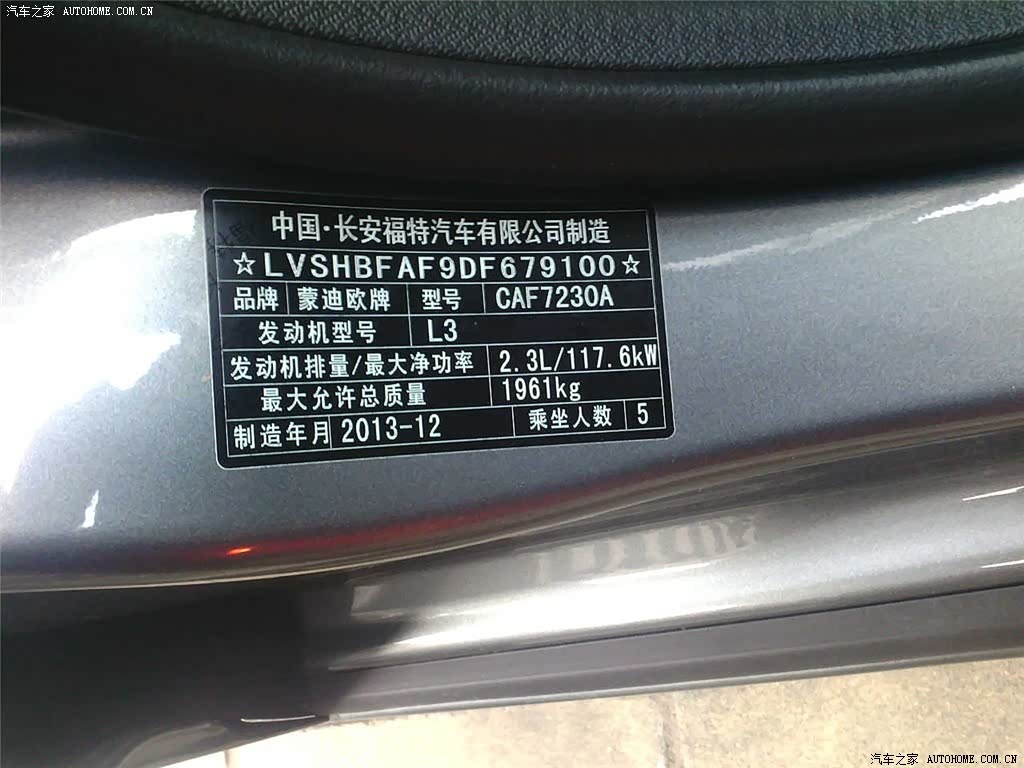 汽车之家 AUTOHOME.COM.CN
中国·长安福特汽车有限公司制造
☆LVSHBFAF9DF679100☆
品牌 蒙迪欧牌 型号 CAF7230A
发动机型号 L3
发动机排量/最大净功率 2.3L/117.6kW
最大允许总质量 1961kg
制造年月 2013-12 乘坐人数 5
汽车之家 AUTOHOME.COM.CN